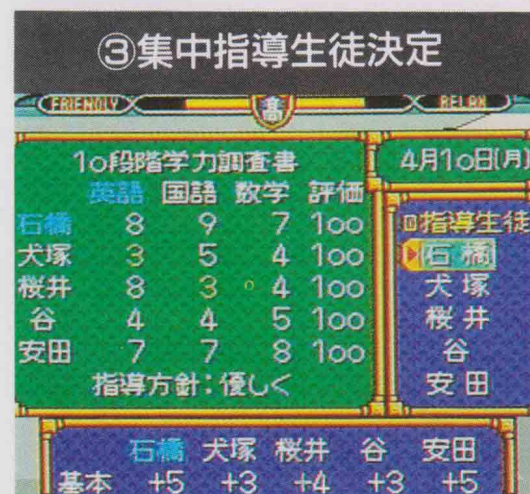 ③集中指導生徒決定
FRIENDLY 高 RELAX
10段階学力調査書
英語 国語 数学 評価
石橋 8 9 7 100
犬塚 3 5 4 100
桜井 8 3 4 100
谷 4 4 5 100
安田 7 7 8 100
指導方針:優しく
4月10日(月)
指導生徒
石橋
犬塚
桜井
谷
安田
石橋 犬塚 桜井 谷 安田
基本 +5 +3 +4 +3 +5